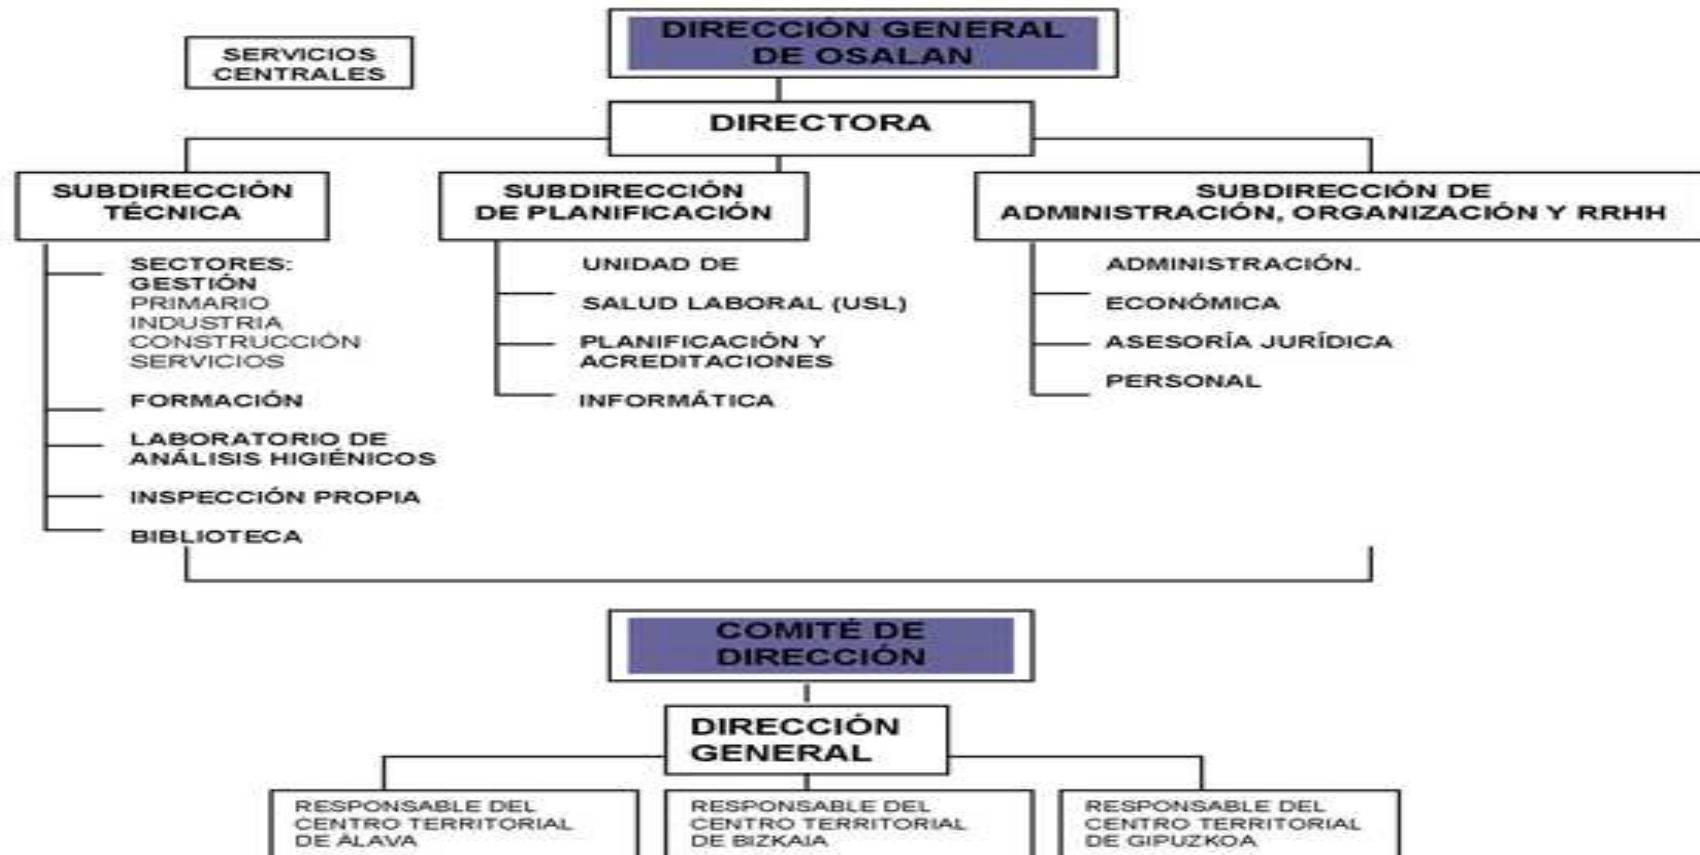 SERVICIOS
CENTRALES
DIRECCIÓN GENERAL
DE OSALAN
DIRECTORA
SUBDIRECCIÓN
TÉCNICA
SECTORES:
GESTIÓN
PRIMARIO
INDUSTRIA
CONSTRUCCIÓN
SERVICIOS
FORMACIÓN
LABORATORIO DE
ANÁLISIS HIGIÉNICOS
INSPECCIÓN PROPIA
BIBLIOTECA
SUBDIRECCIÓN
DE PLANIFICACIÓN
UNIDAD DE
SALUD LABORAL (USL)
PLANIFICACIÓN Y
ACREDITACIONES
INFORMÁTICA
SUBDIRECCIÓN DE
ADMINISTRACIÓN, ORGANIZACIÓN Y RRHH
ADMINISTRACIÓN.
ECONÓMICA
ASESORÍA JURÍDICA
PERSONAL
COMITÉ DE
DIRECCIÓN
DIRECCIÓN
GENERAL
RESPONSABLE DEL
CENTRO TERRITORIAL
DE ÁLAVA
RESPONSABLE DEL
CENTRO TERRITORIAL
DE BIZKAIA
RESPONSABLE DEL
CENTRO TERRITORIAL
DE GIPUZKOA